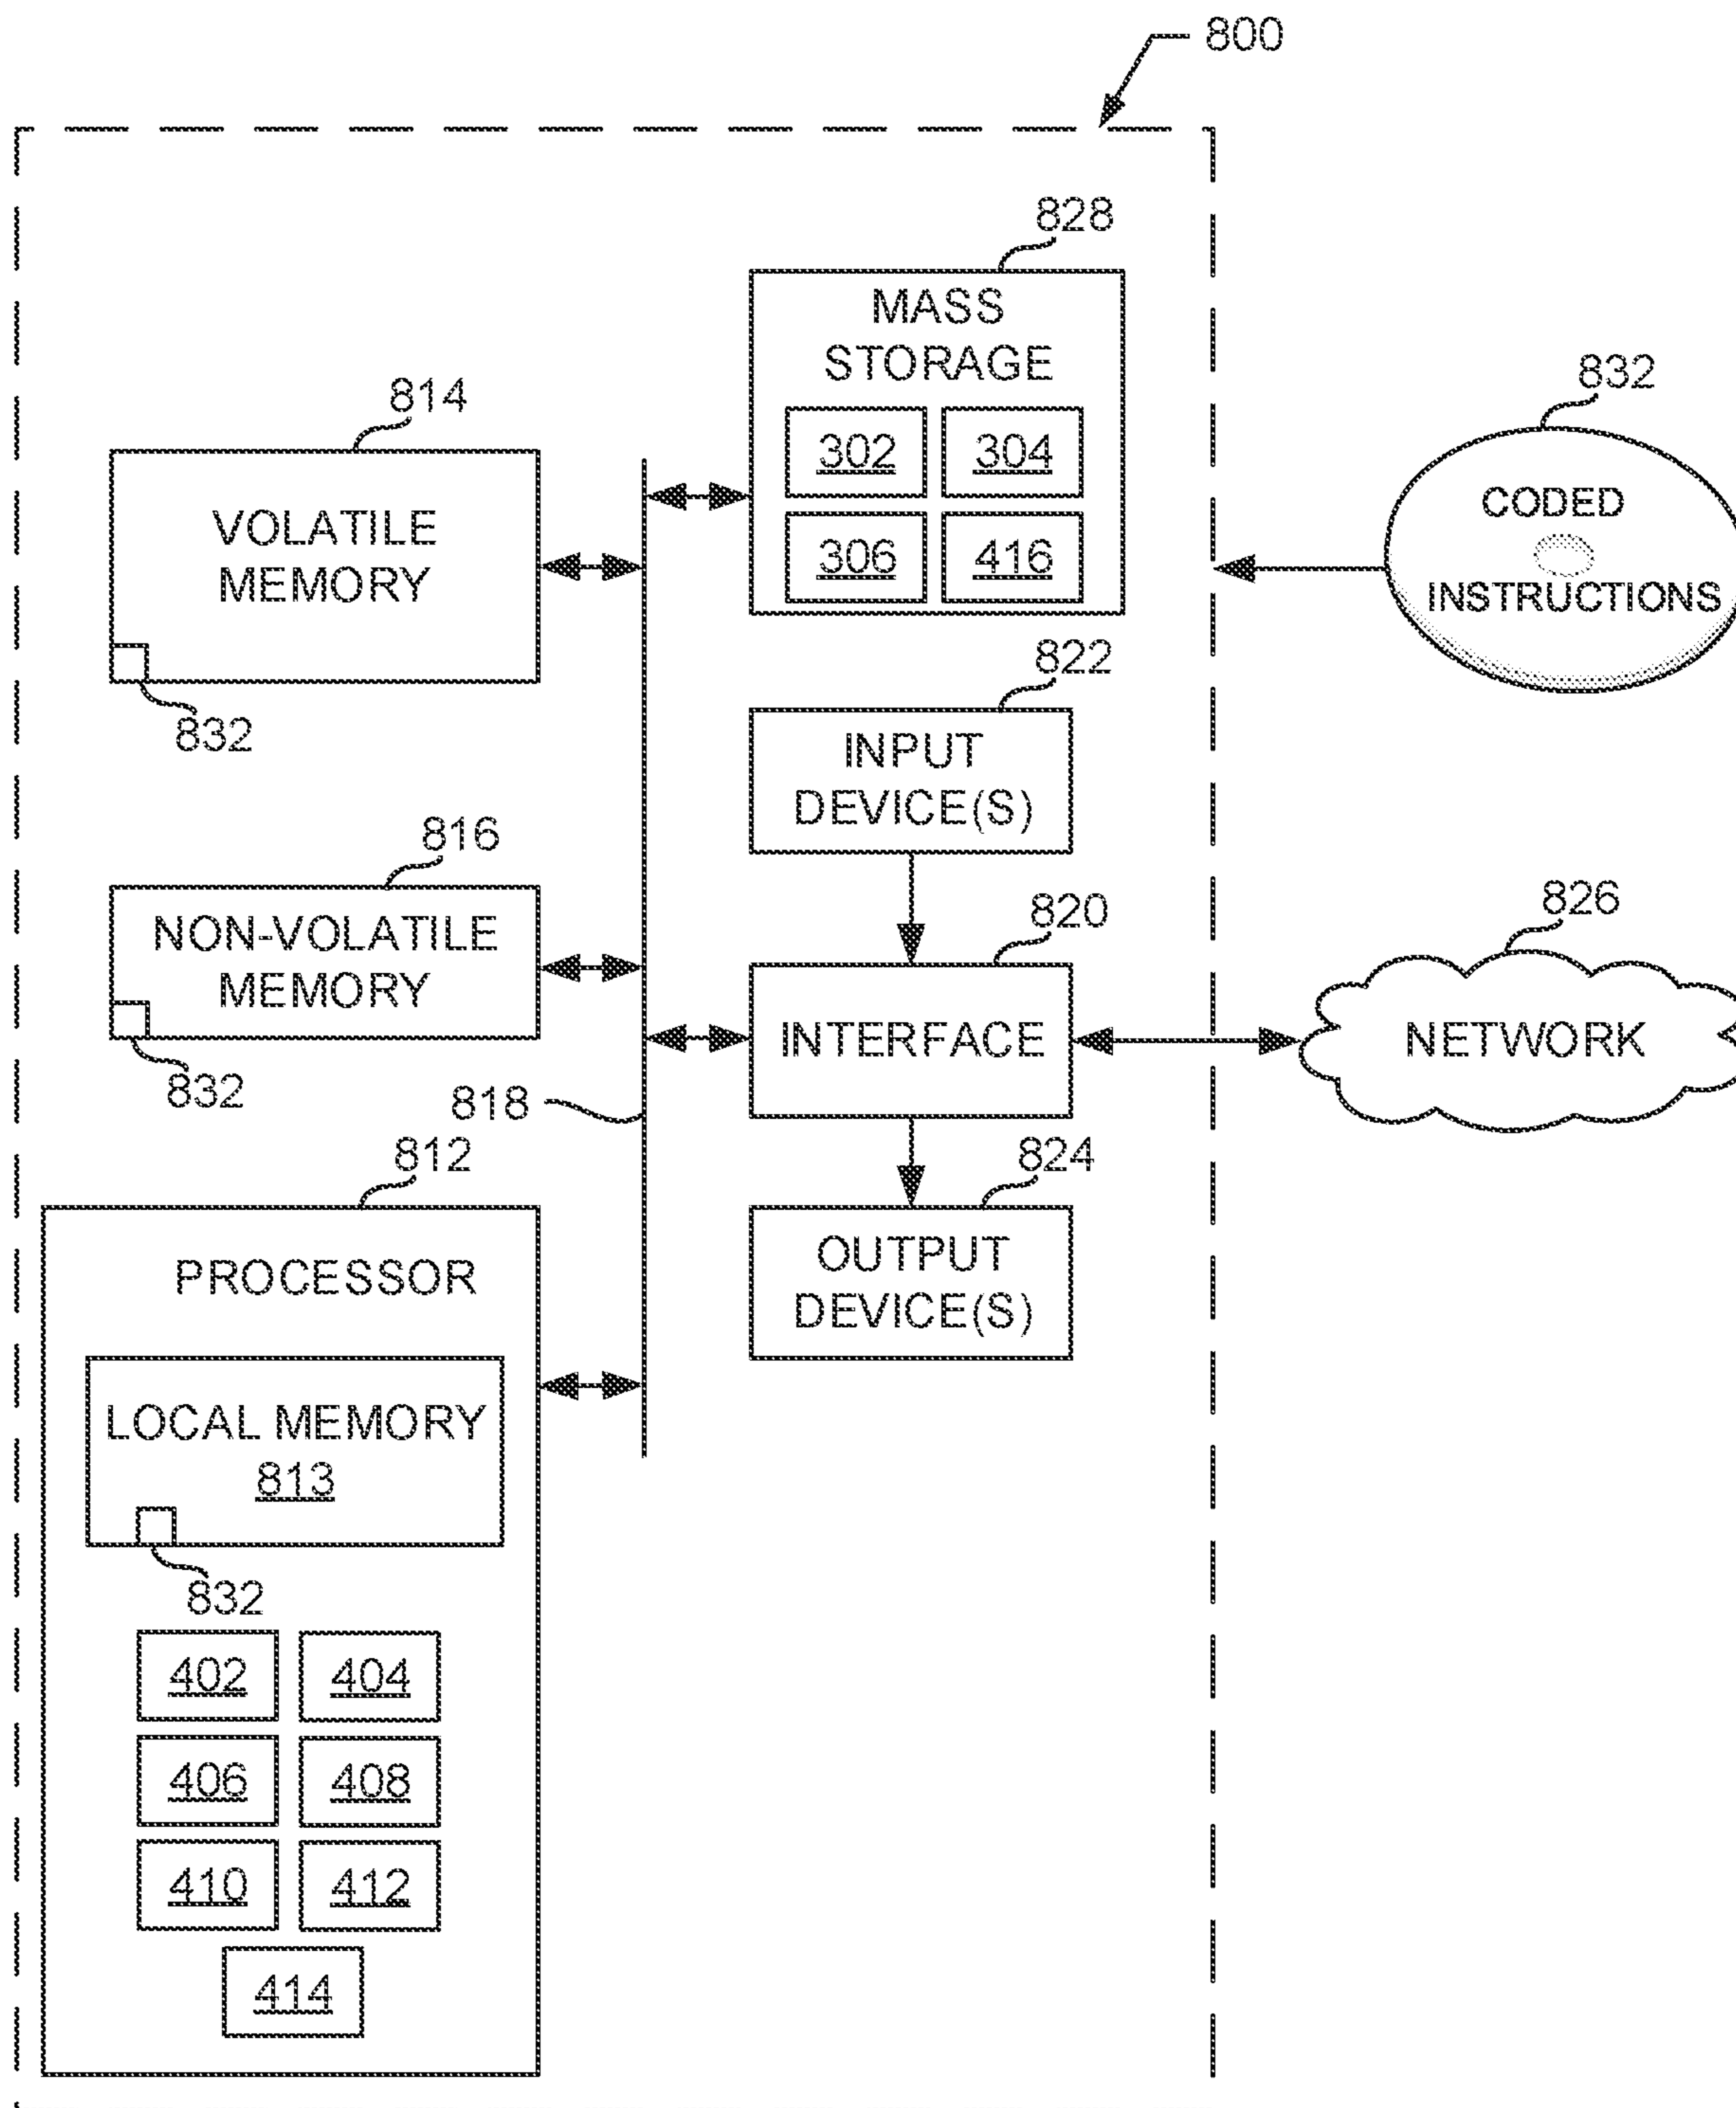 800
828
MASS
STORAGE
302 304
306 416
814
VOLATILE
MEMORY
832
832
CODED
INSTRUCTIONS
822
INPUT
DEVICE(S)
816
NON-VOLATILE
MEMORY
832
820
INTERFACE
826
NETWORK
818
812
PROCESSOR
824
OUTPUT
DEVICE(S)
LOCAL MEMORY
813
832
402 404
406 408
410 412
414